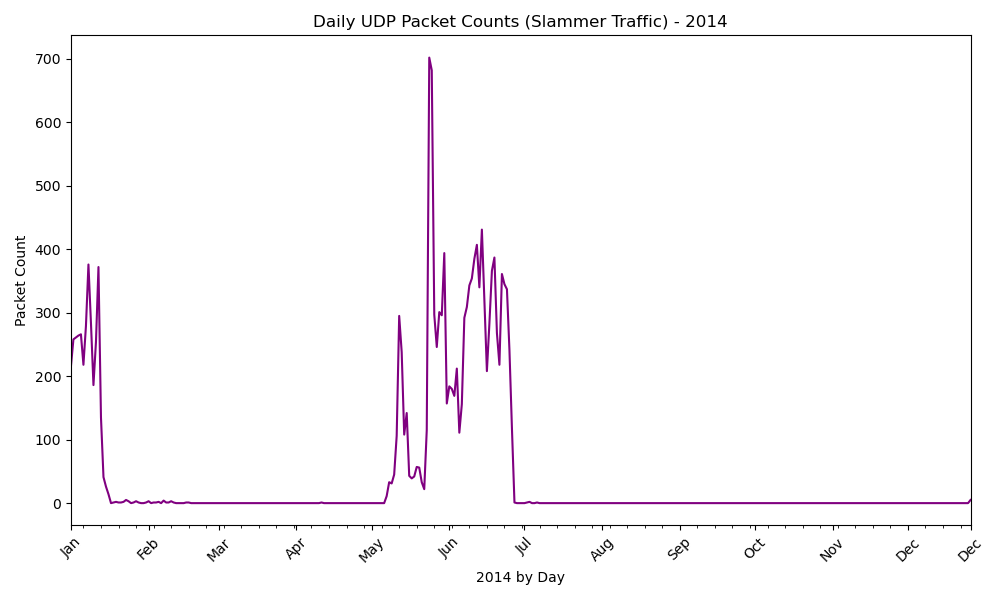 Daily UDP Packet Counts (Slammer Traffic) - 2014
Packet Count
700
600
500
400
300
200
100
0
Jan
Feb
Mar
Apr
May
Jun
Jul
Aug
Sep
Oct
Nov
Dec
Dec
2014 by Day